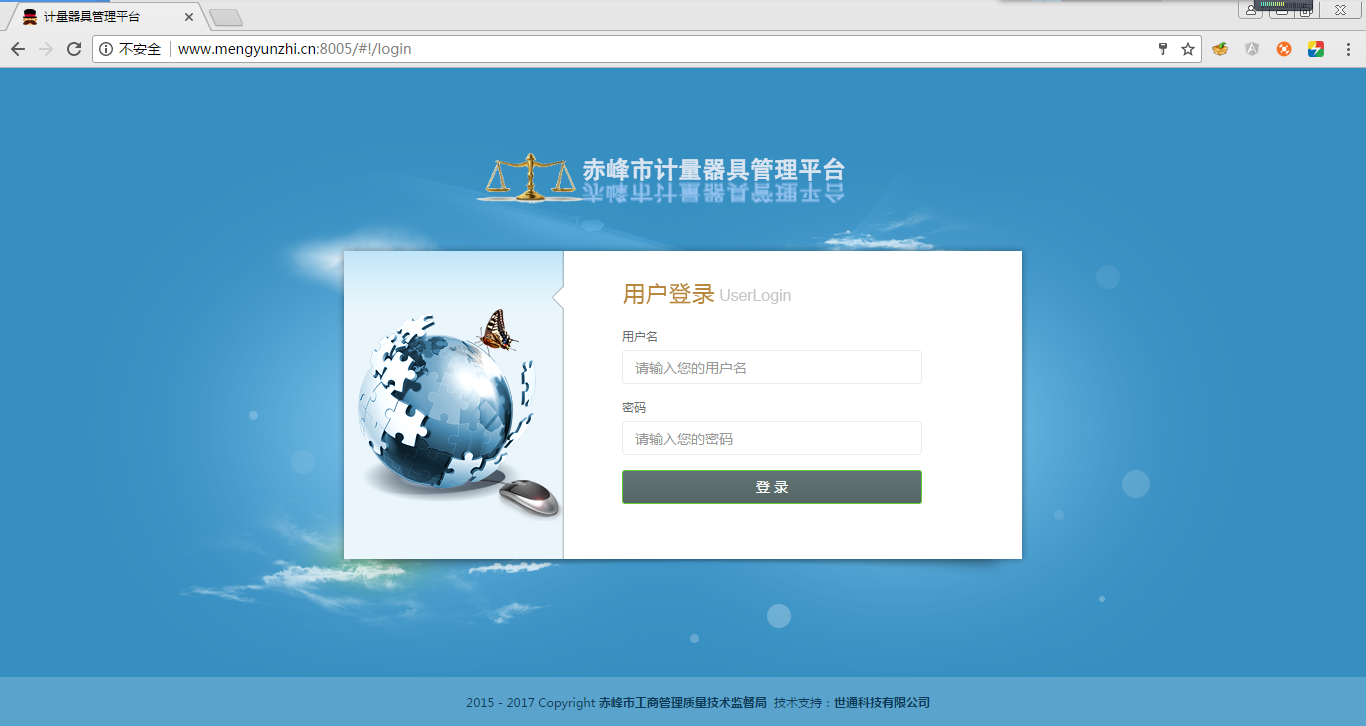 计量器具管理平台
不安全 www.mengyunzhi.cn:8005/#!/login
赤峰市计量器具管理平台
用户登录 UserLogin
用户名
请输入您的用户名
密码
请输入您的密码
登 录
2015 - 2017 Copyright 赤峰市工商管理质量技术监督局 技术支持：世通科技有限公司